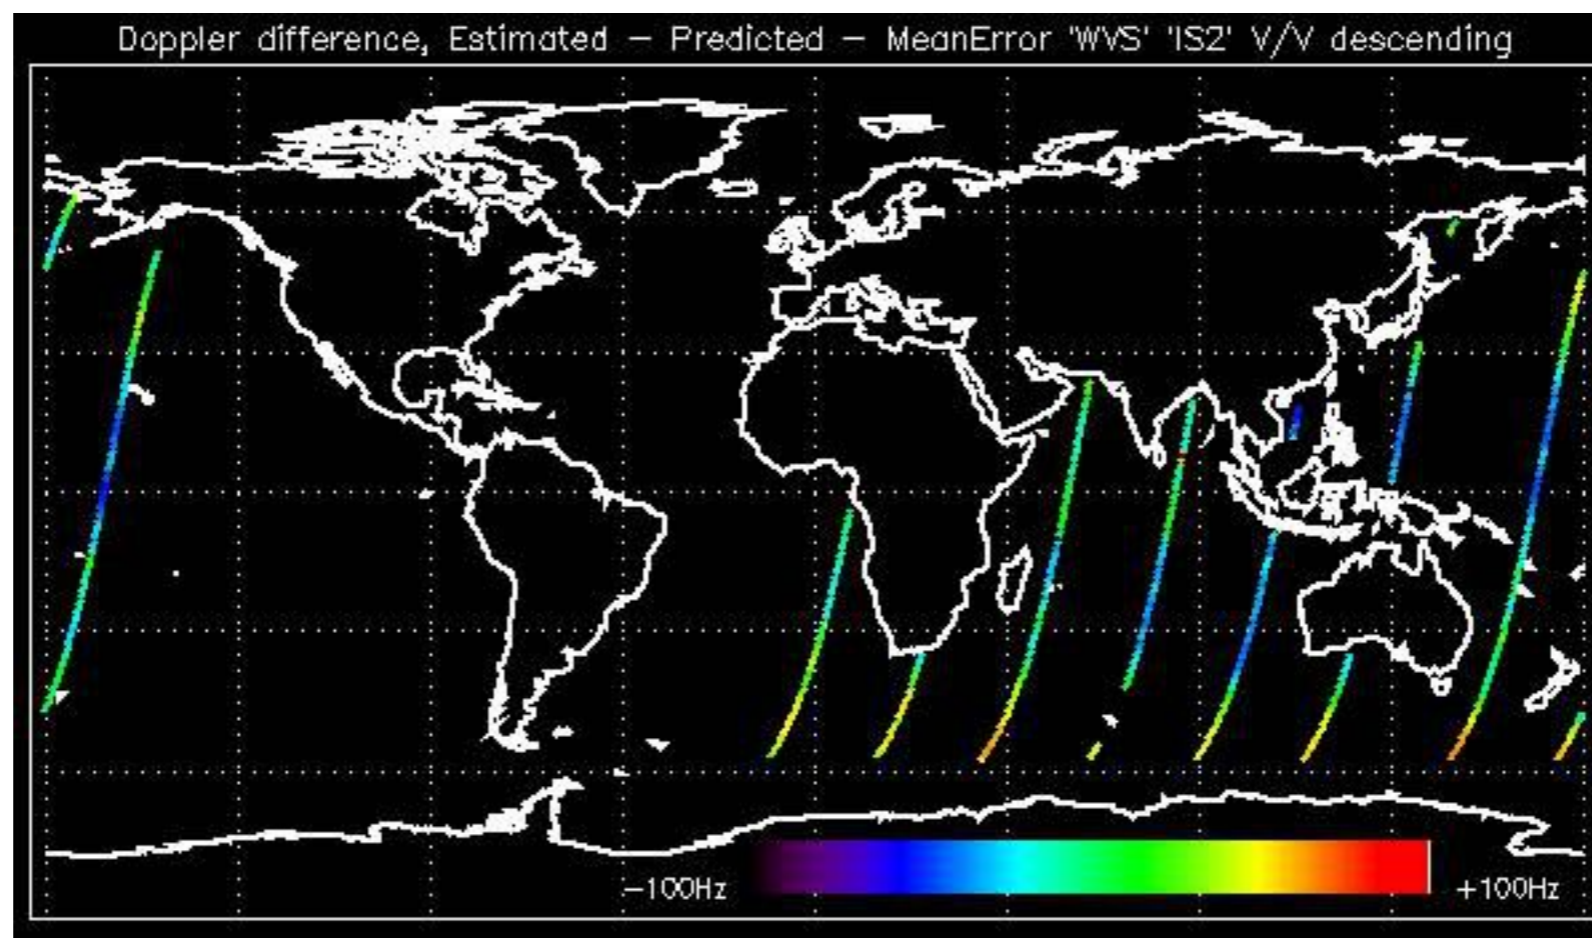 Doppler difference, Estimated – Predicted – MeanError 'WVS' 'IS2' V/V descending
–100Hz +100Hz